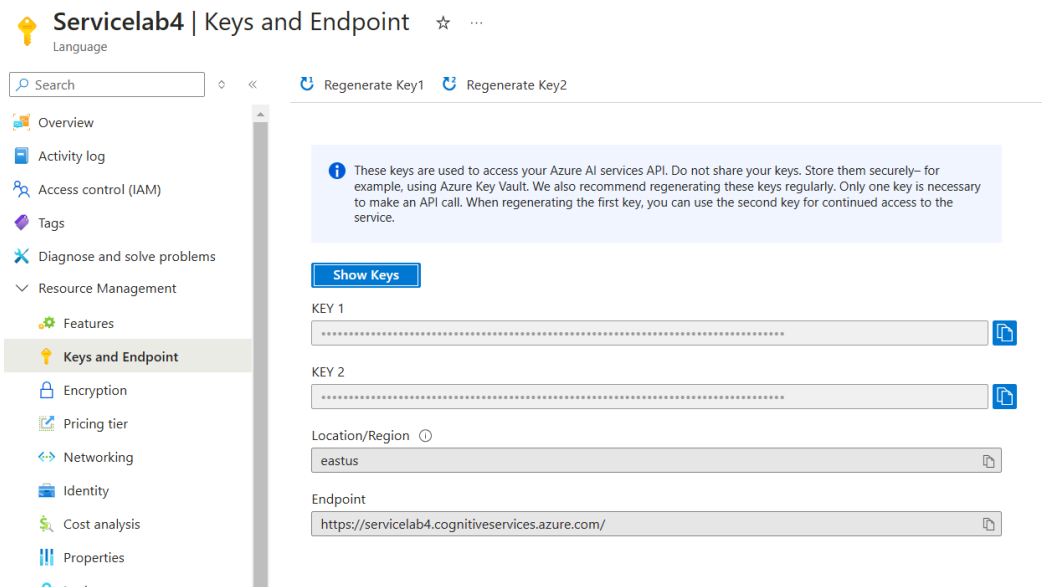 Servicelab4 | Keys and Endpoint
Language
Search
Regenerate Key1
Regenerate Key2
Overview
Activity log
Access control (IAM)
Tags
Diagnose and solve problems
Resource Management
Features
Keys and Endpoint
Encryption
Pricing tier
Networking
Identity
Cost analysis
Properties
These keys are used to access your Azure AI services API. Do not share your keys. Store them securely– for
example, using Azure Key Vault. We also recommend regenerating these keys regularly. Only one key is necessary
to make an API call. When regenerating the first key, you can use the second key for continued access to the
service.
Show Keys
KEY 1
KEY 2
Location/Region
eastus
Endpoint
https://servicelab4.cognitiveservices.azure.com/